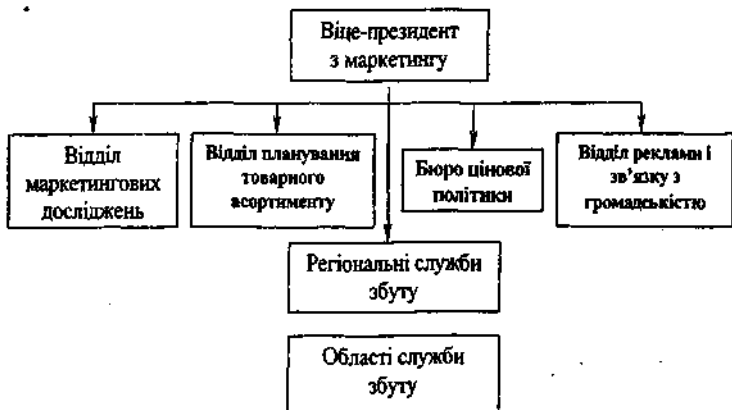 Віце-президент
з маркетингу
Відділ
маркетингових
досліджень
Відділ планування
товарного
асортименту
Бюро цінової
політики
Відділ реклами і
зв’язку з
громадськістю
Регіональні служби
збуту
Області служби
збуту